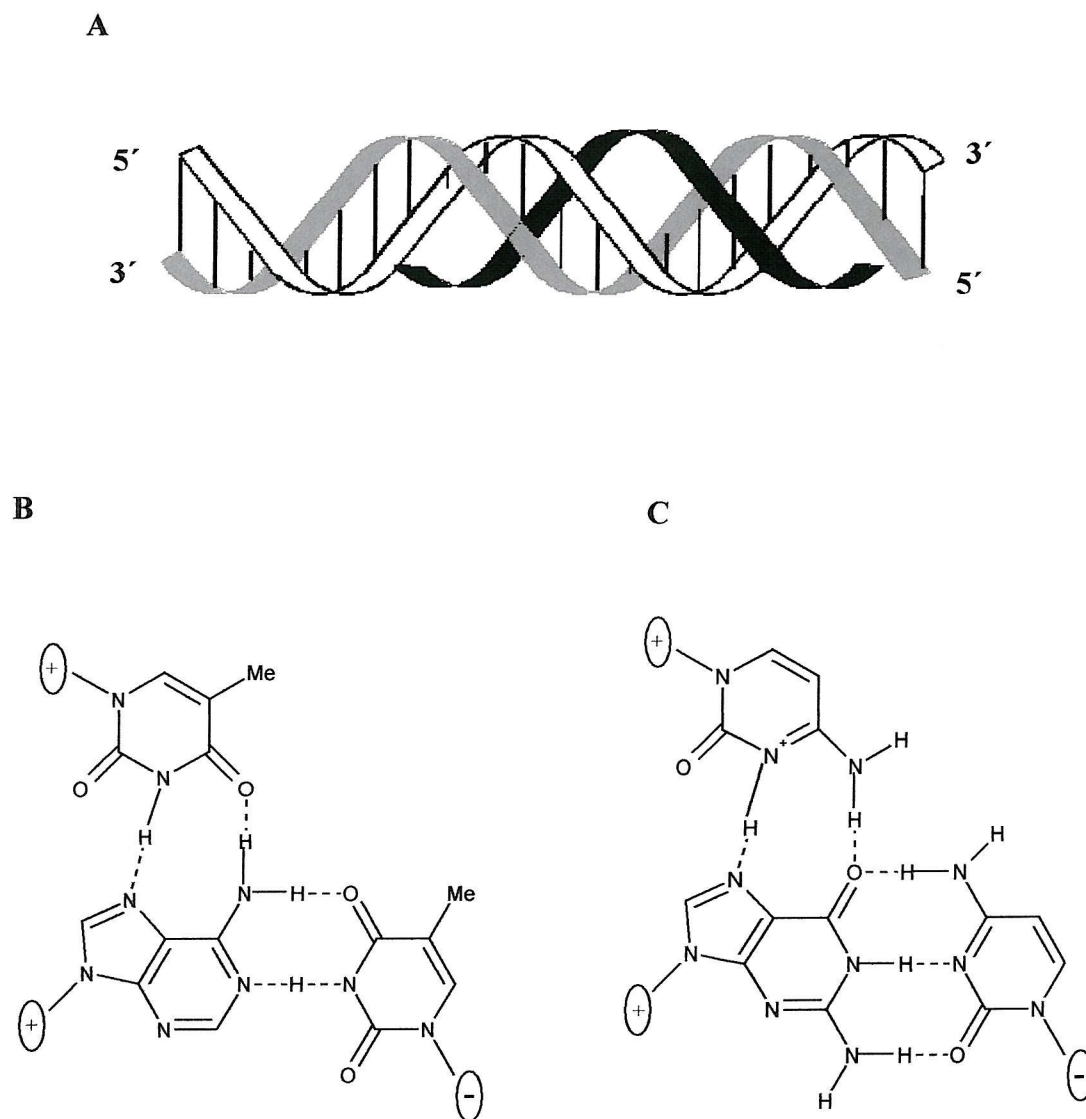 A
5´ 3´
3´ 5´
B C
+ Me
N
O N O
H H
N N H O Me
N N H N
+ N O N
-
+ N
O N+ N H
H H H
N O H N
N N H N
+ N N H O N
H -